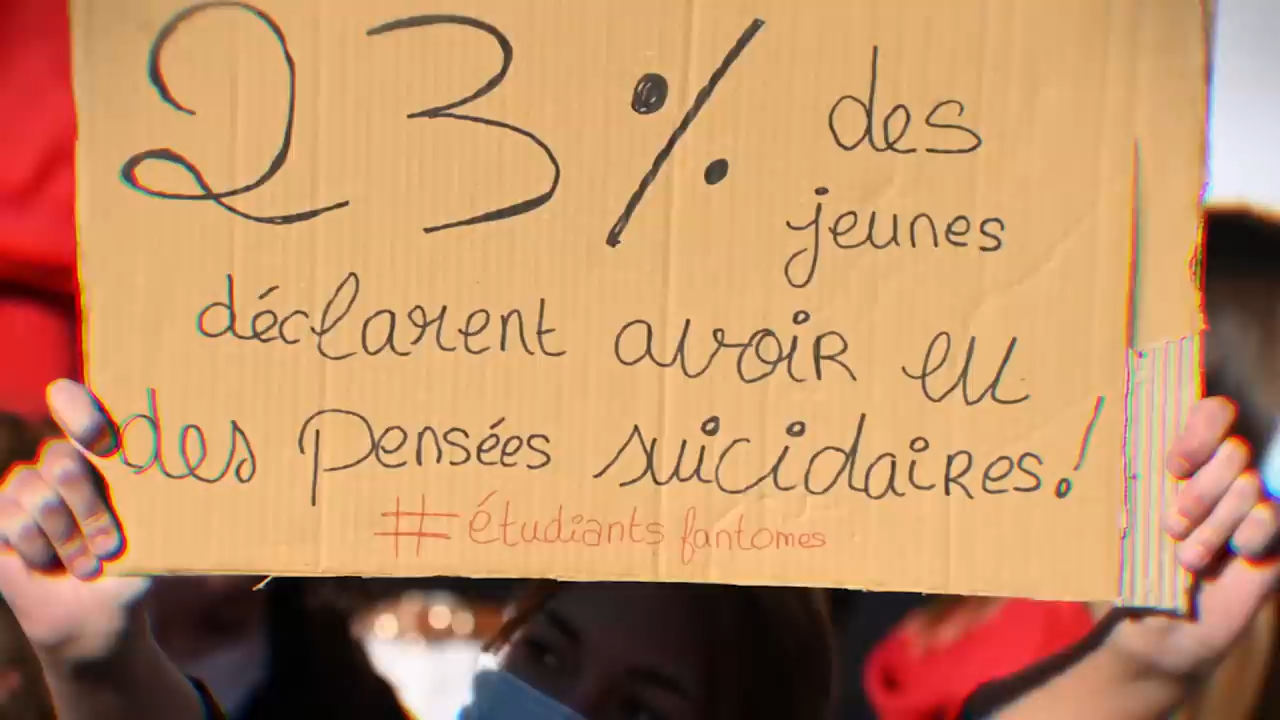 23% des
jeunes
déclarent avoir eu
des pensées suicidaires!
#étudiants fantomes